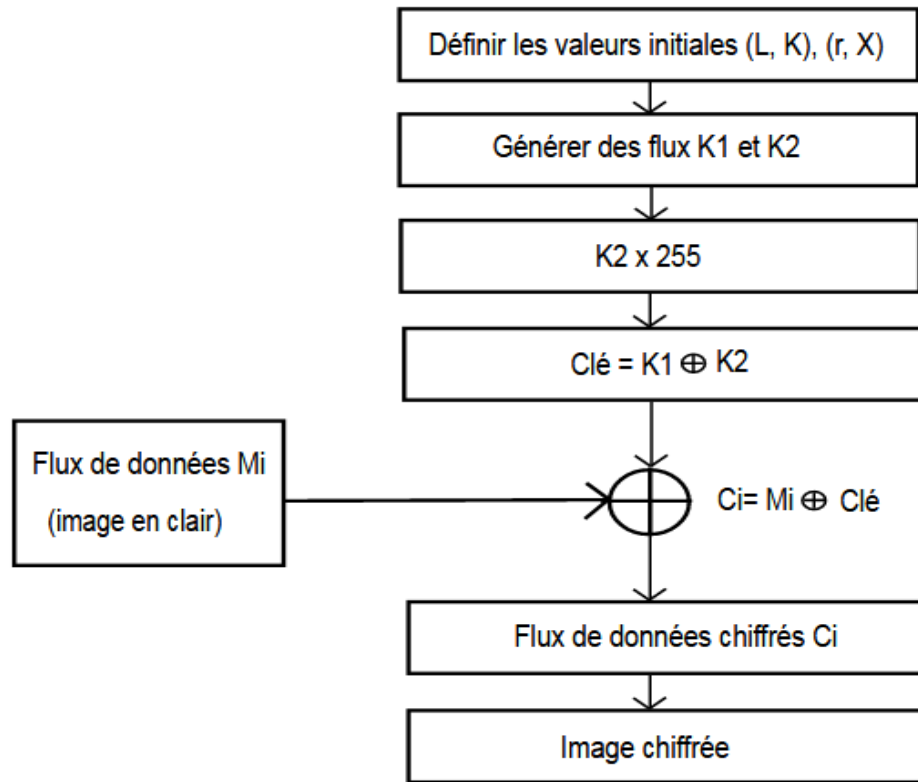 Définir les valeurs initiales (L, K), (r, X)
Générer des flux K1 et K2
K2 x 255
Clé = K1 ⊕ K2
Flux de données Mi
(image en clair)
Ci= Mi ⊕ Clé
Flux de données chiffrés Ci
Image chiffrée